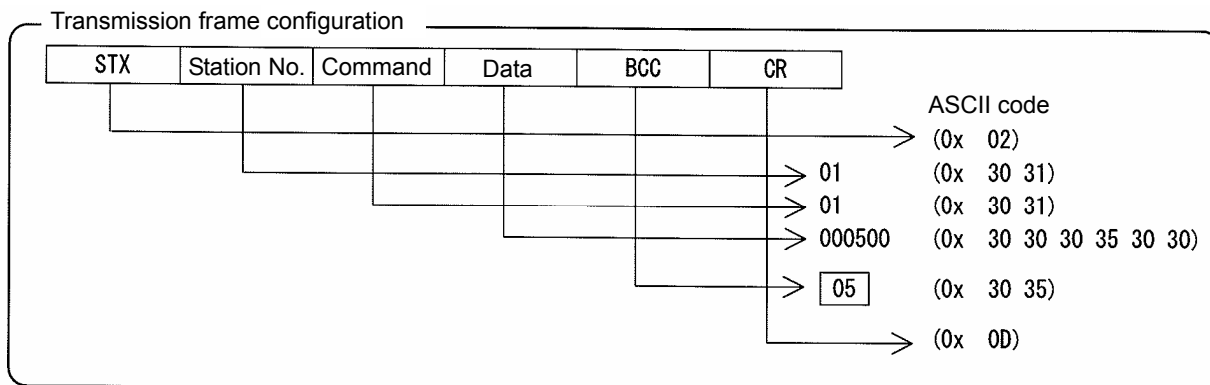 Transmission frame configuration
STX Station No. Command Data BCC CR
ASCII code
(0x 02)
01 (0x 30 31)
01 (0x 30 31)
000500 (0x 30 30 30 35 30 30)
05 (0x 30 35)
(0x 0D)